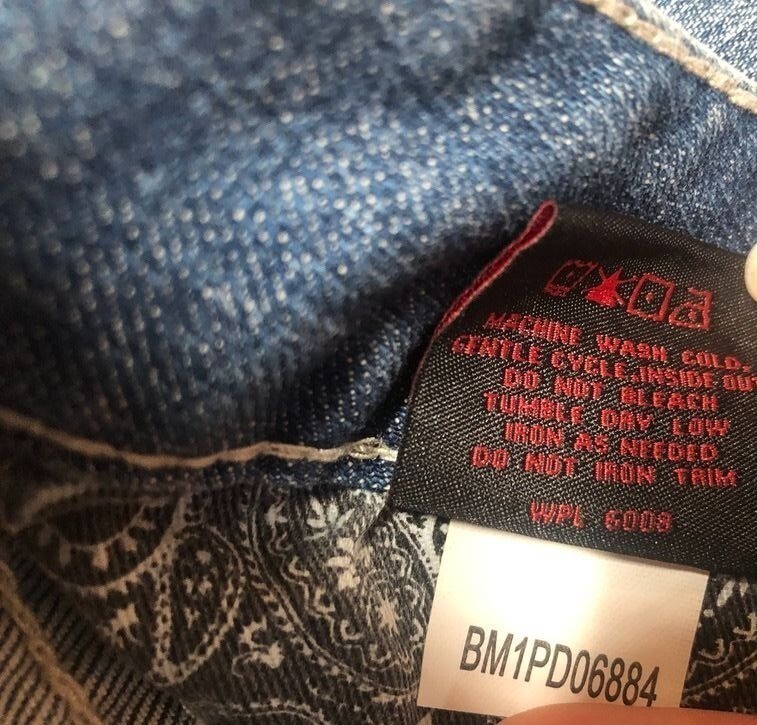 MACHINE WASH COLD,
GENTLE CYCLE.INSIDE OUT
DO NOT BLEACH
TUMBLE DRY LOW
IRON AS NEEDED
DO NOT IRON TRIM
WPL 6008
BM1PD06884